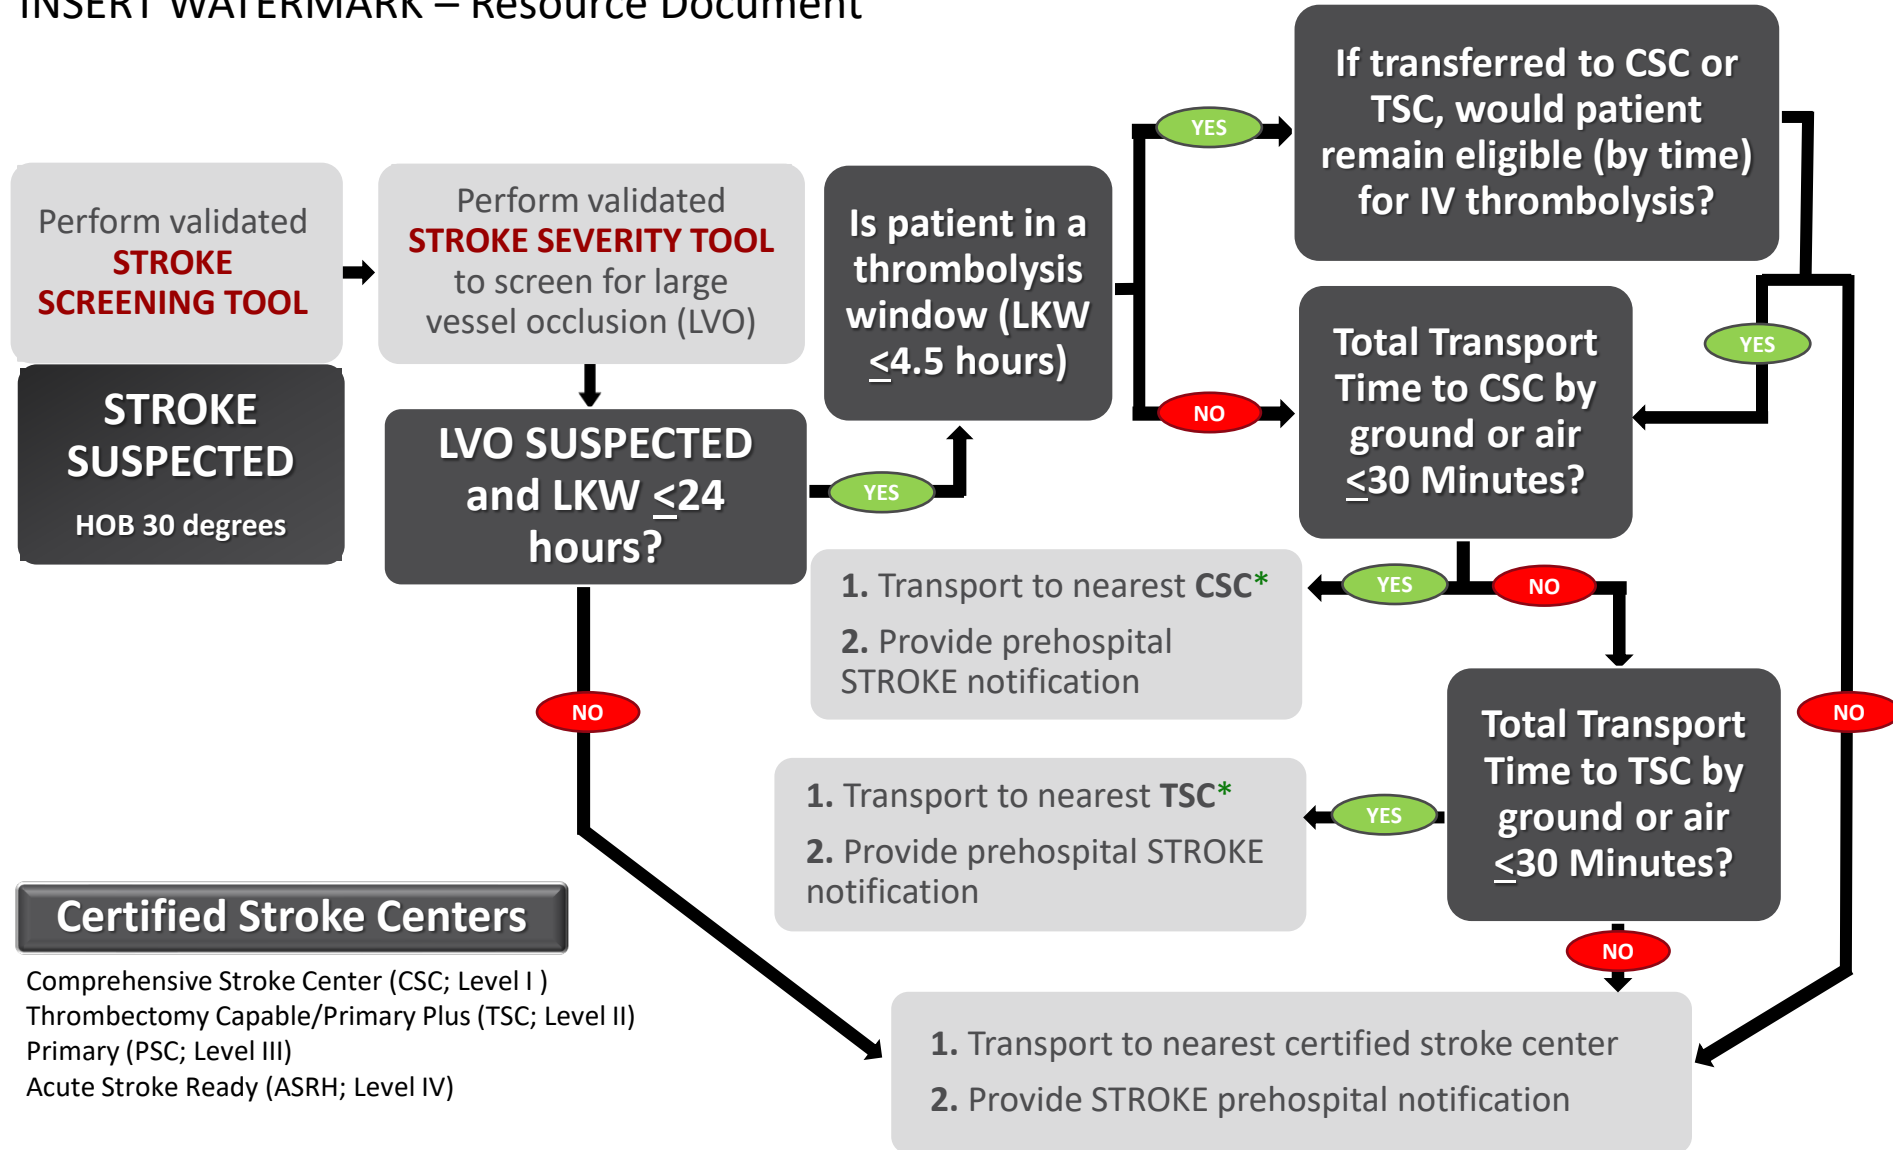 INSERT WATERMARK – Resource Document
Perform validated
STROKE
SCREENING TOOL
STROKE
SUSPECTED
HOB 30 degrees
Perform validated
STROKE SEVERITY TOOL
to screen for large
vessel occlusion (LVO)
LVO SUSPECTED
and LKW <24
hours?
YES
NO
Is patient in a
thrombolysis
window (LKW
<4.5 hours)
YES
NO
If transferred to CSC or
TSC, would patient
remain eligible (by time)
for IV thrombolysis?
YES
NO
Total Transport
Time to CSC by
ground or air
<30 Minutes?
YES
NO
1. Transport to nearest CSC*
2. Provide prehospital
STROKE notification
Total Transport
Time to TSC by
ground or air
<30 Minutes?
YES
NO
1. Transport to nearest TSC*
2. Provide prehospital STROKE
notification
1. Transport to nearest certified stroke center
2. Provide STROKE prehospital notification
Certified Stroke Centers
Comprehensive Stroke Center (CSC; Level I )
Thrombectomy Capable/Primary Plus (TSC; Level II)
Primary (PSC; Level III)
Acute Stroke Ready (ASRH; Level IV)